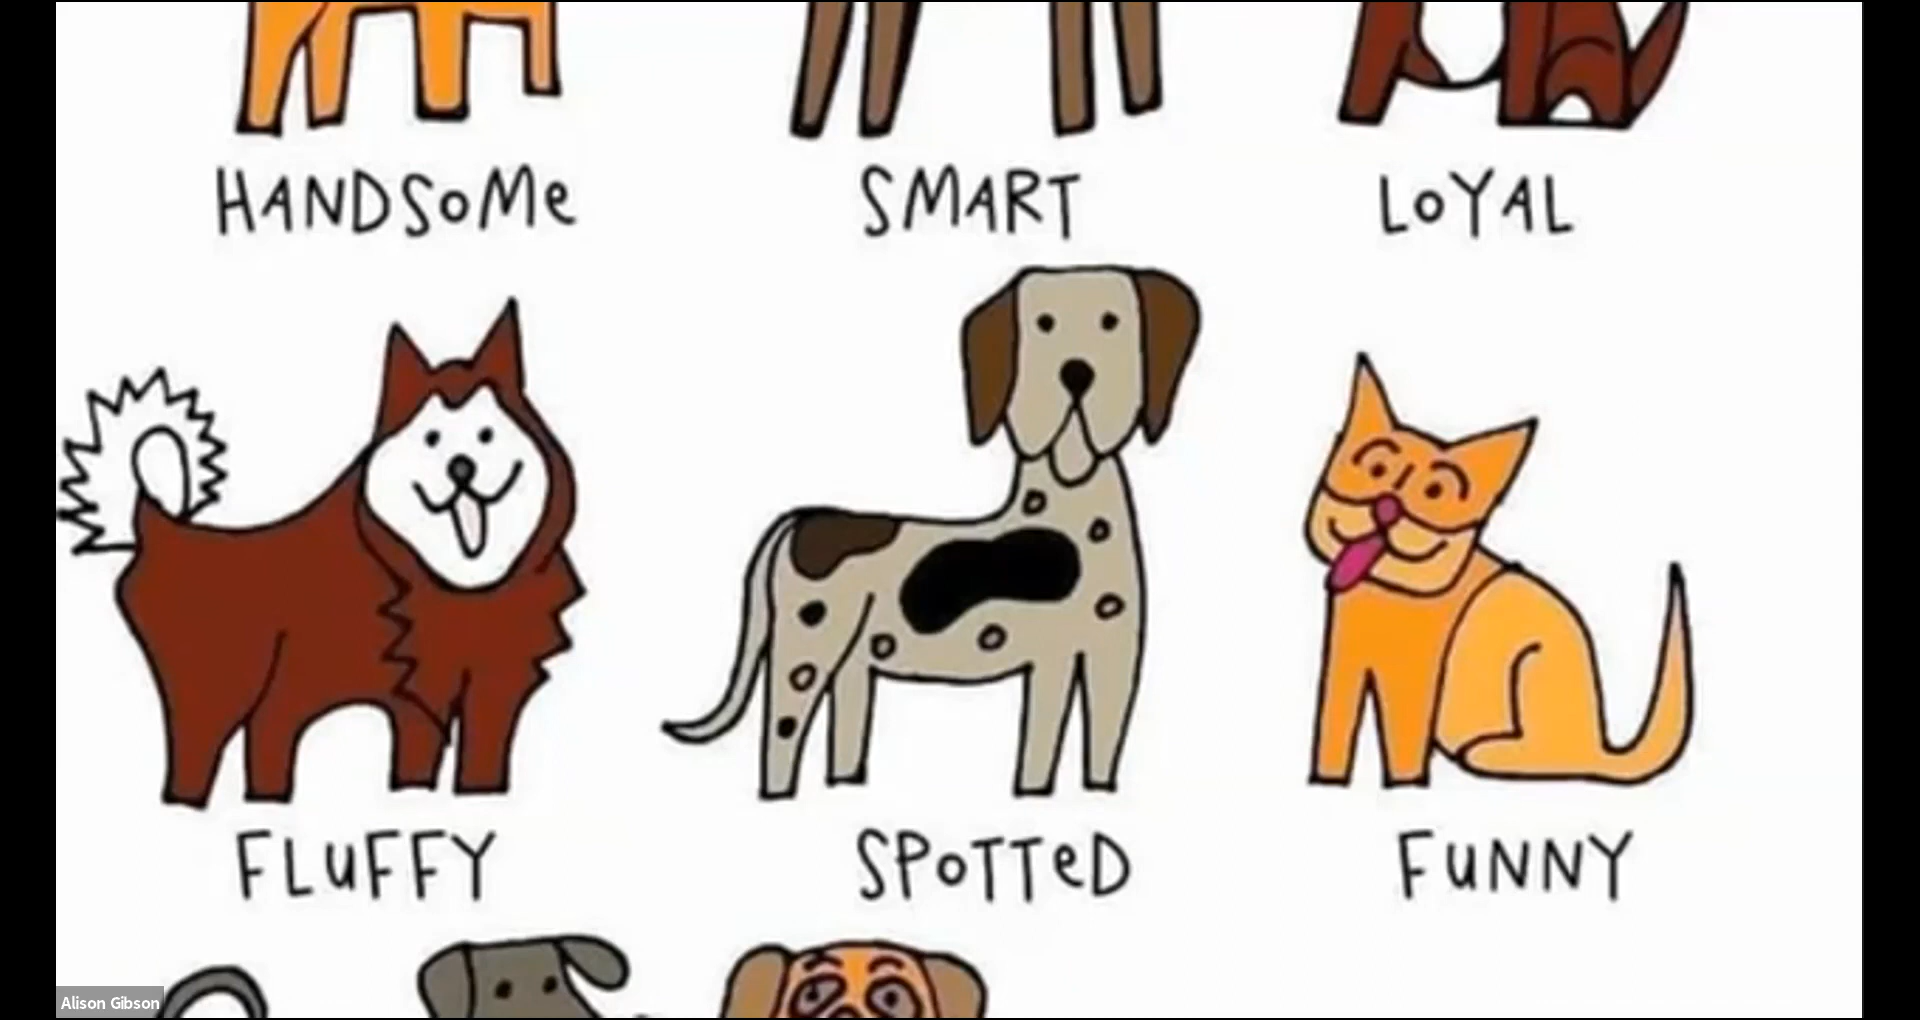 HANDSOMe
SMART
LOYAL
FLuFFY
SPoTTeD
FuNNY
Alison Gibson